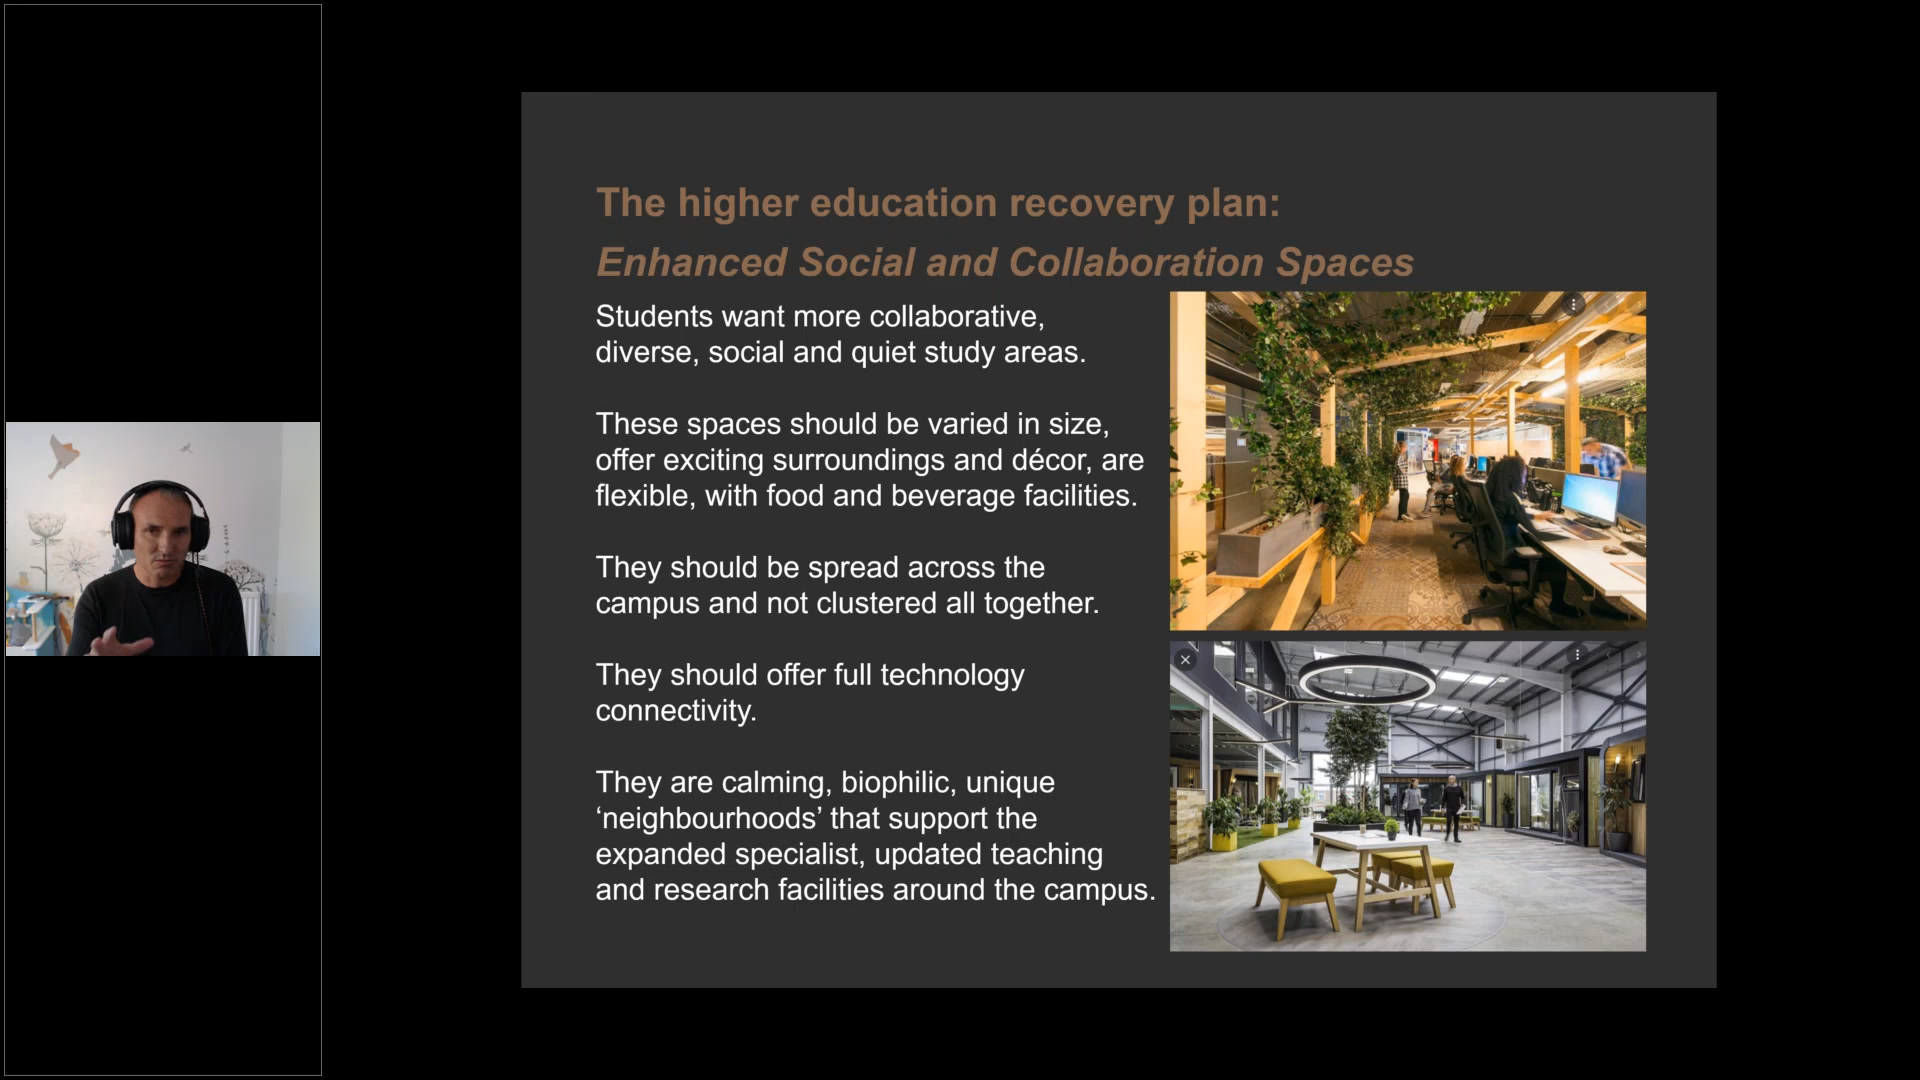 The higher education recovery plan:
Enhanced Social and Collaboration Spaces
Students want more collaborative,
diverse, social and quiet study areas.
These spaces should be varied in size,
offer exciting surroundings and décor, are
flexible, with food and beverage facilities.
They should be spread across the
campus and not clustered all together.
They should offer full technology
connectivity.
They are calming, biophilic, unique
‘neighbourhoods’ that support the
expanded specialist, updated teaching
and research facilities around the campus.